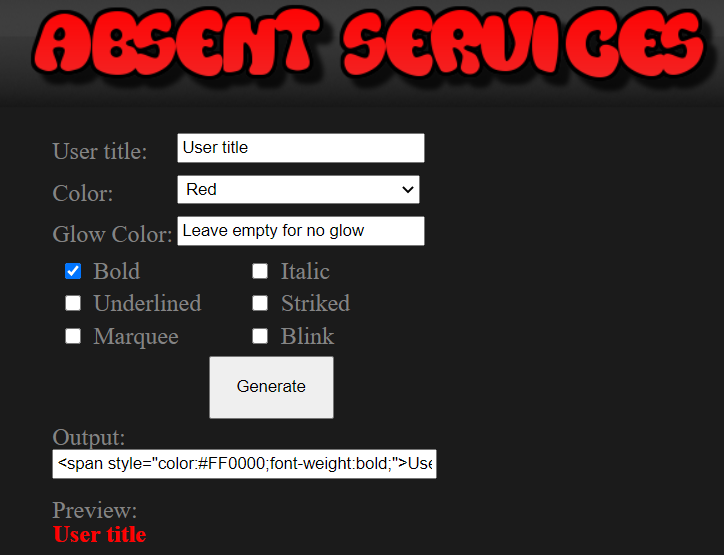 ABSENT SERVICES
User title: User title
Color: Red
Glow Color: Leave empty for no glow
Bold Italic
Underlined Striked
Marquee Blink
Generate
Output:
<span style="color:#FF0000;font-weight:bold;">Use
Preview:
User title